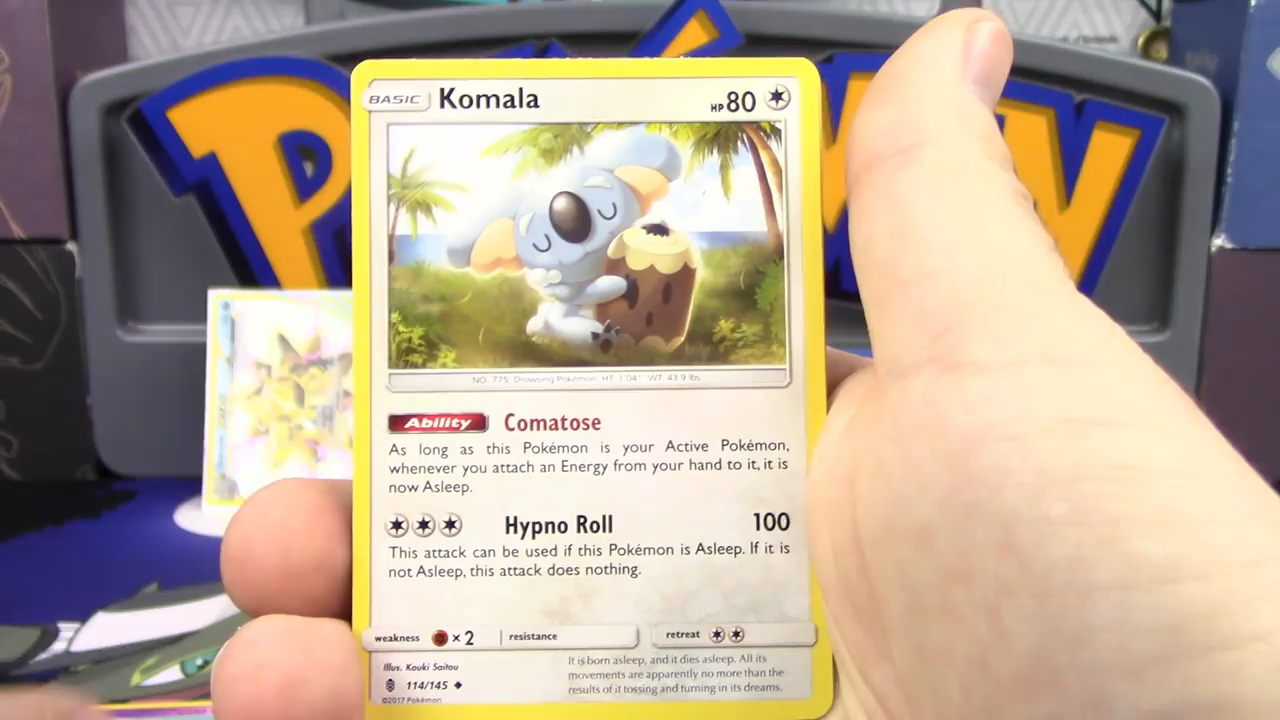 POKÉMON
BASIC Komala HP 80
NO. 775 Drowsing Pokémon HT: 1'04" WT: 43.9 lbs.
Ability Comatose
As long as this Pokémon is your Active Pokémon,
whenever you attach an Energy from your hand to it, it is
now Asleep.
Hypno Roll 100
This attack can be used if this Pokémon is Asleep. If it is
not Asleep, this attack does nothing.
weakness ×2 resistance retreat
Illus. Kouki Saitou
114/145
©2017 Pokémon
It is born asleep, and it dies asleep. All its
movements are apparently no more than the
results of it tossing and turning in its dreams.